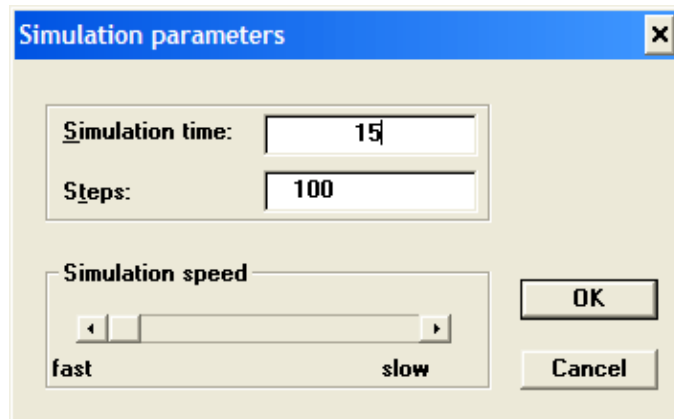 Simulation parameters
Simulation time: 15
Steps: 100
Simulation speed
fast slow
OK
Cancel